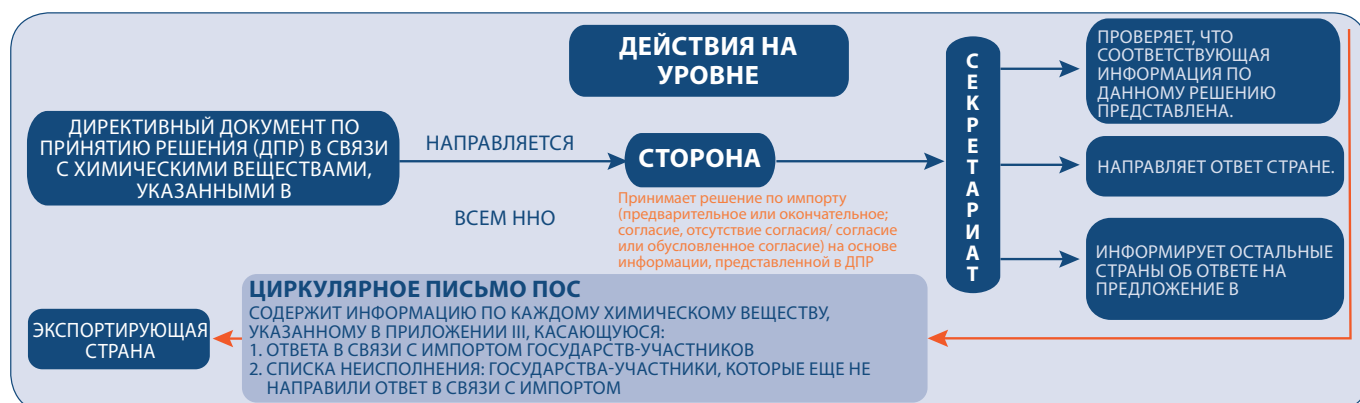 ДЕЙСТВИЯ НА
УРОВНЕ
ДИРЕКТИВНЫЙ ДОКУМЕНТ ПО
ПРИНЯТИЮ РЕШЕНИЯ (ДПР) В СВЯЗИ
С ХИМИЧЕСКИМИ ВЕЩЕСТВАМИ,
УКАЗАННЫМИ В
НАПРАВЛЯЕТСЯ
ВСЕМ ННО
СТОРОНА
Принимает решение по импорту
(предварительное или окончательное;
согласие, отсутствие согласия/ согласие
или обусловленное согласие) на основе
информации, представленной в ДПР
СЕКРЕТАРИАТ
ПРОВЕРЯЕТ, ЧТО
СООТВЕТСТВУЮЩАЯ
ИНФОРМАЦИЯ ПО
ДАННОМУ РЕШЕНИЮ
ПРЕДСТАВЛЕНА.
НАПРАВЛЯЕТ ОТВЕТ СТРАНЕ.
ИНФОРМИРУЕТ ОСТАЛЬНЫЕ
СТРАНЫ ОБ ОТВЕТЕ НА
ПРЕДЛОЖЕНИЕ В
ЦИРКУЛЯРНОЕ ПИСЬМО ПОС
СОДЕРЖИТ ИНФОРМАЦИЮ ПО КАЖДОМУ ХИМИЧЕСКОМУ ВЕЩЕСТВУ,
УКАЗАННОМУ В ПРИЛОЖЕНИИ III, КАСАЮЩУЮСЯ:
1. ОТВЕТА В СВЯЗИ С ИМПОРТОМ ГОСУДАРСТВ-УЧАСТНИКОВ
2. СПИСКА НЕИСПОЛНЕНИЯ: ГОСУДАРСТВА-УЧАСТНИКИ, КОТОРЫЕ ЕЩЕ НЕ
НАПРАВИЛИ ОТВЕТ В СВЯЗИ С ИМПОРТОМ
ЭКСПОРТИРУЮЩАЯ
СТРАНА